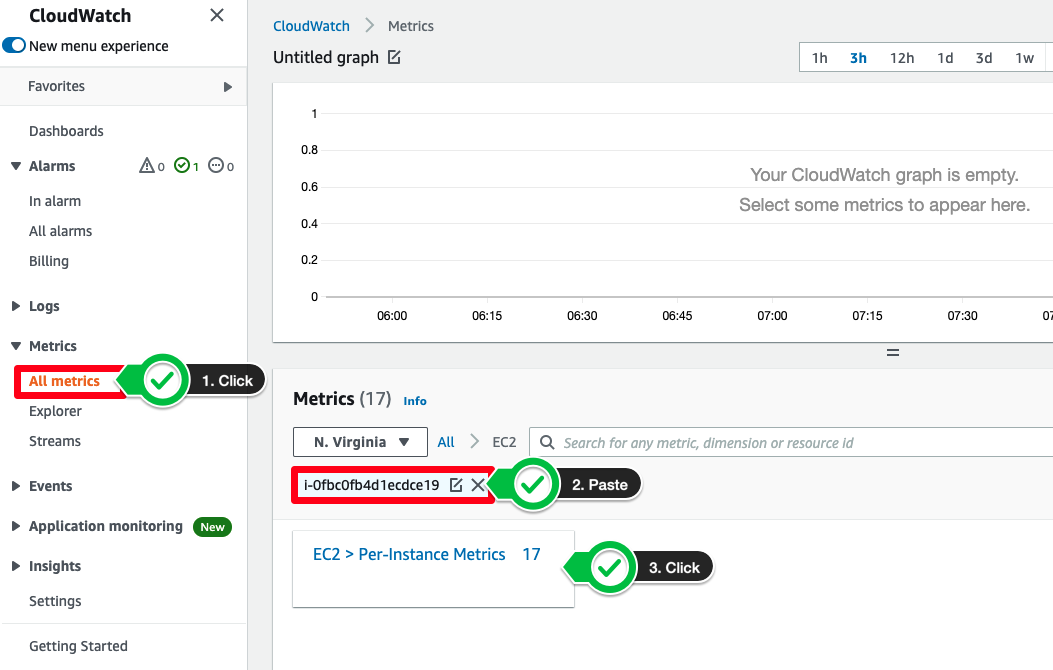 CloudWatch
New menu experience
Favorites
Dashboards
Alarms 0 1 0
In alarm
All alarms
Billing
Logs
Metrics
All metrics
1. Click
Explorer
Streams
Events
Application monitoring New
Insights
Settings
Getting Started
CloudWatch Metrics
Untitled graph
1h 3h 12h 1d 3d 1w
1
0.8
0.6
0.4
0.2
0
Your CloudWatch graph is empty.
Select some metrics to appear here.
06:00 06:15 06:30 06:45 07:00 07:15 07:30 07
Metrics (17) Info
N. Virginia All EC2 Search for any metric, dimension or resource id
i-0fbc0fb4d1ecdce19
2. Paste
EC2 > Per-Instance Metrics 17
3. Click